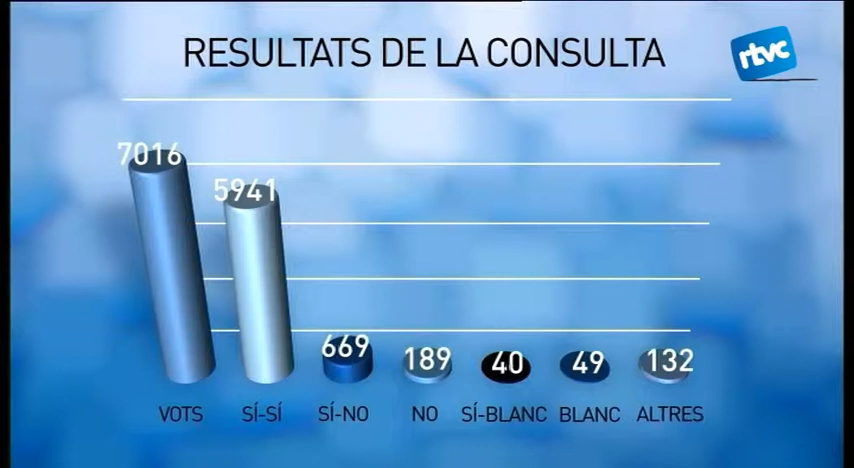 RESULTATS DE LA CONSULTA
rtvc
7016
5941
669
189
40
49
132
VOTS
SÍ-SÍ
SÍ-NO
NO
SÍ-BLANC
BLANC
ALTRES